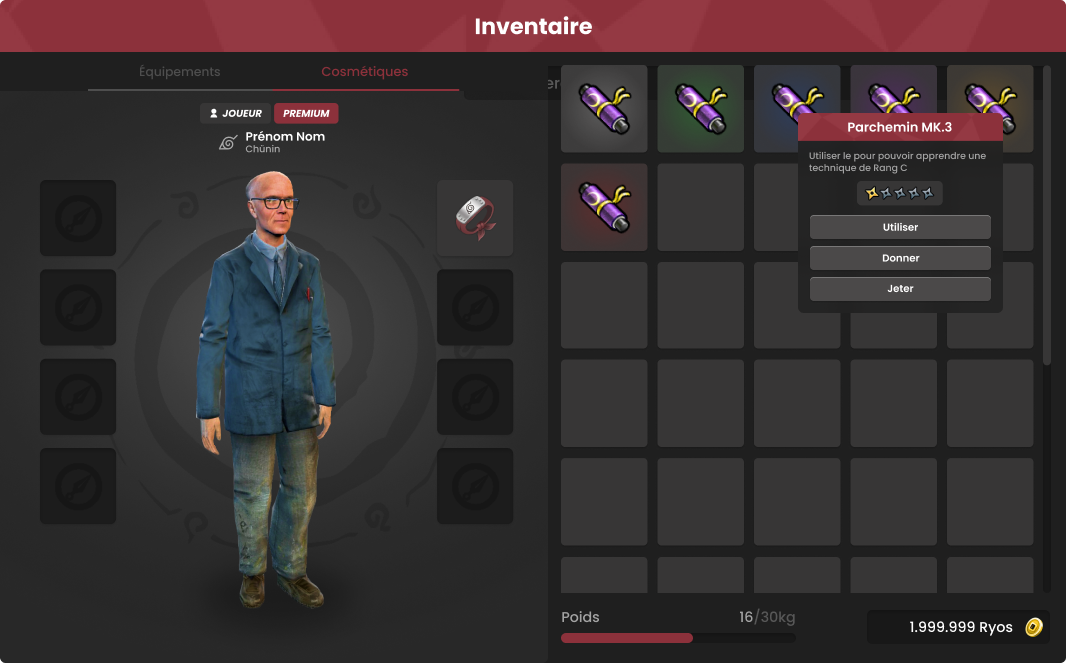 Inventaire
Équipements
Cosmétiques
JOUEUR
PREMIUM
Prénom Nom
Chūnin
Parchemin MK.3
Utiliser le pour pouvoir apprendre une
technique de Rang C
Utiliser
Donner
Jeter
Poids
16/30kg
1.999.999 Ryos